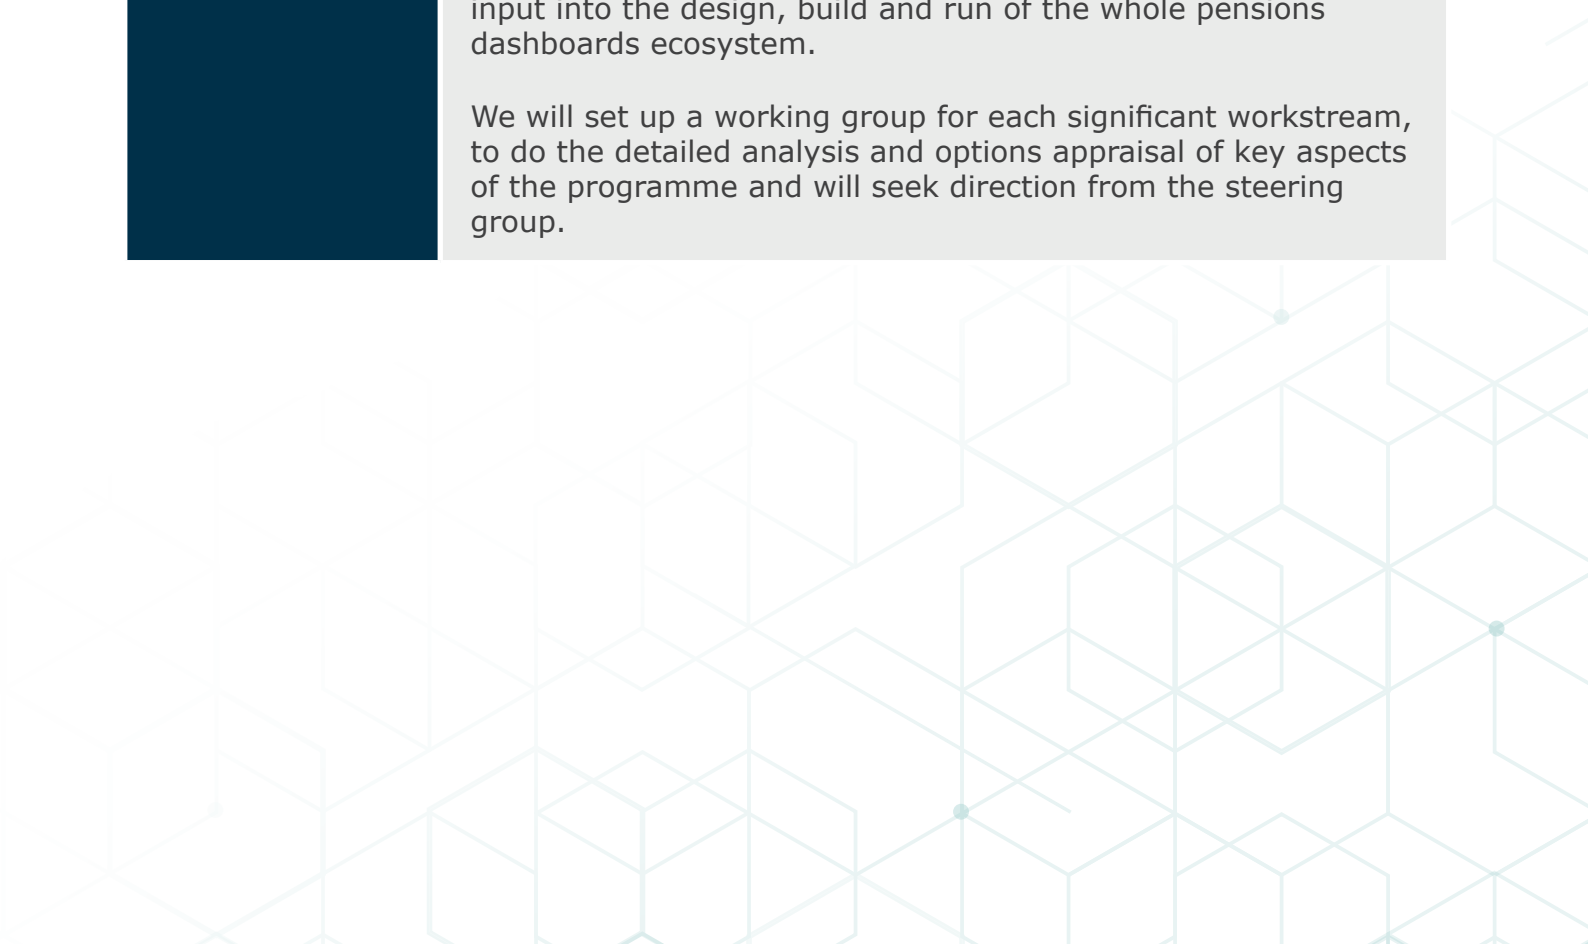 input into the design, build and run of the whole pensions
dashboards ecosystem.
We will set up a working group for each significant workstream,
to do the detailed analysis and options appraisal of key aspects
of the programme and will seek direction from the steering
group.